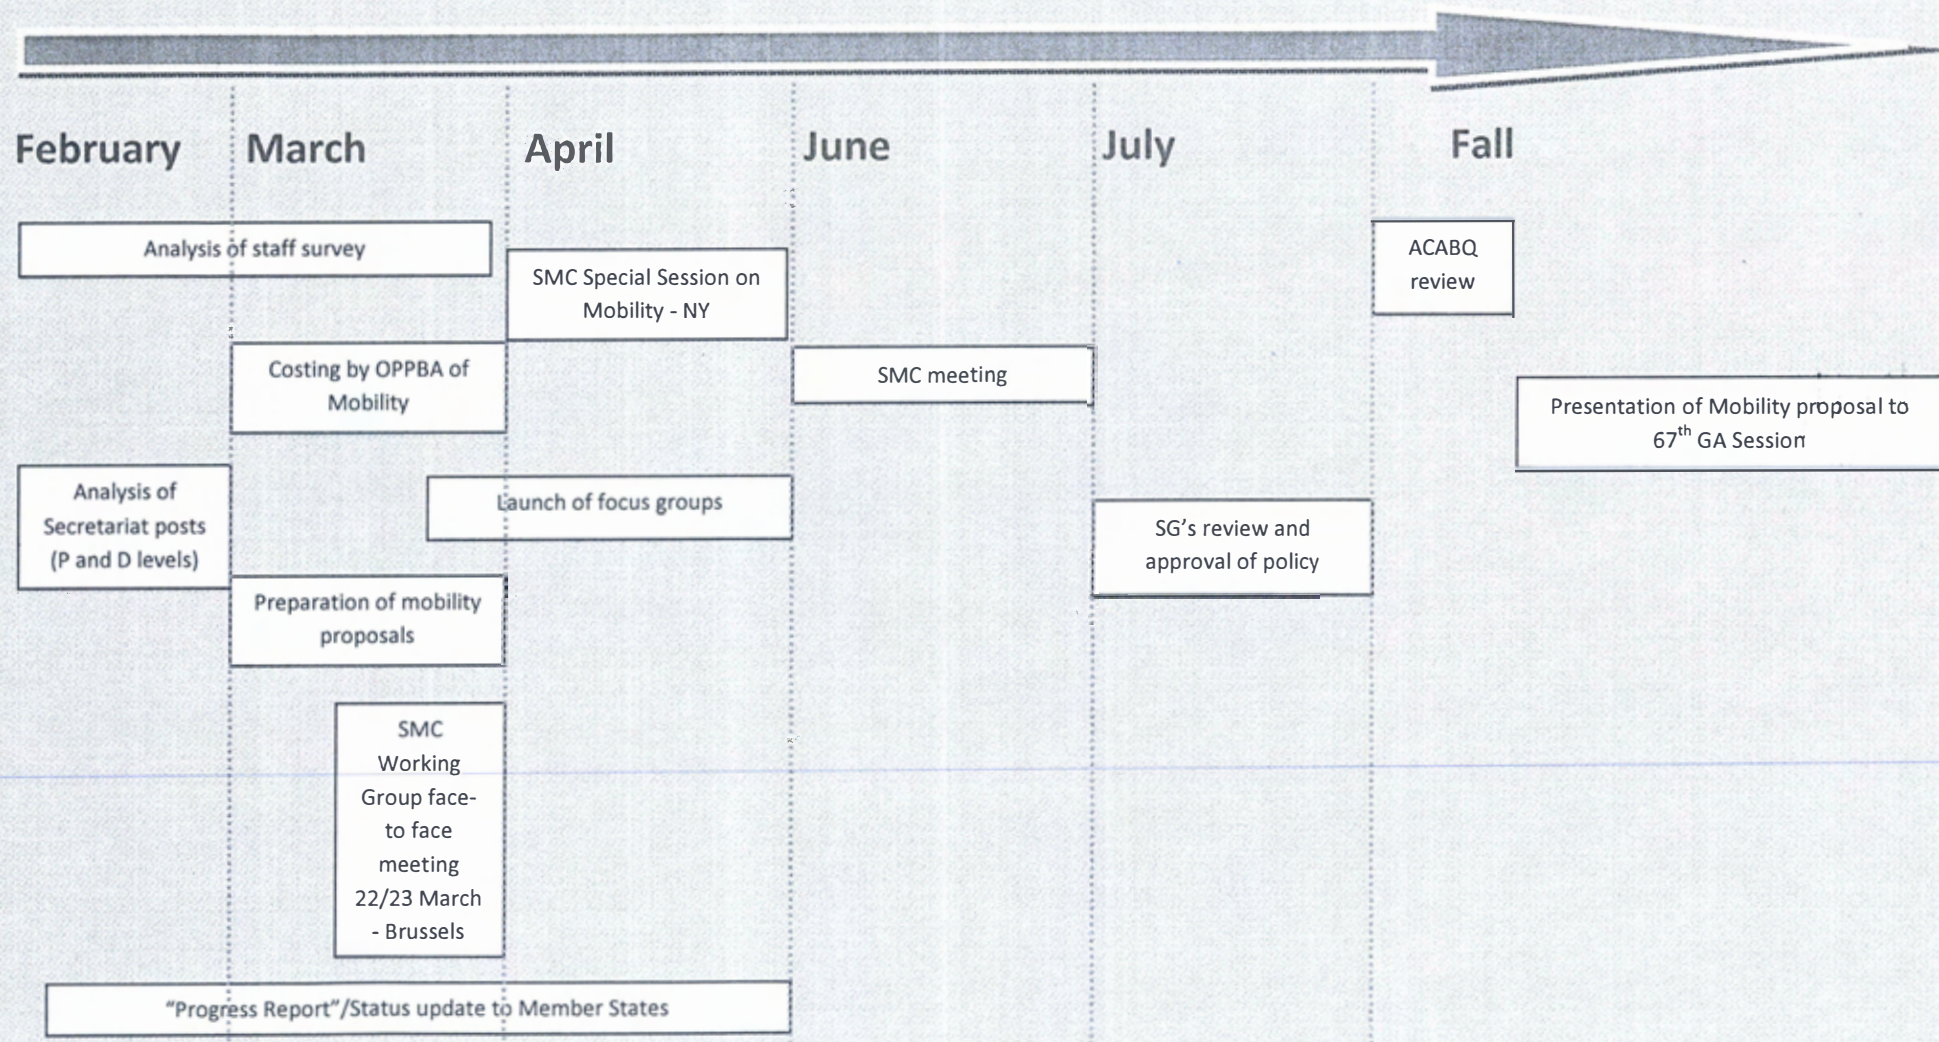 February
March
April
June
July
Fall
Analysis of staff survey
SMC Special Session on
Mobility - NY
ACABQ
review
Costing by OPPBA of
Mobility
SMC meeting
Presentation of Mobility proposal to
67th GA Session
Analysis of
Secretariat posts
(P and D levels)
Launch of focus groups
SG's review and
approval of policy
Preparation of mobility
proposals
SMC
Working
Group face-
to face
meeting
22/23 March
- Brussels
"Progress Report"/Status update to Member States